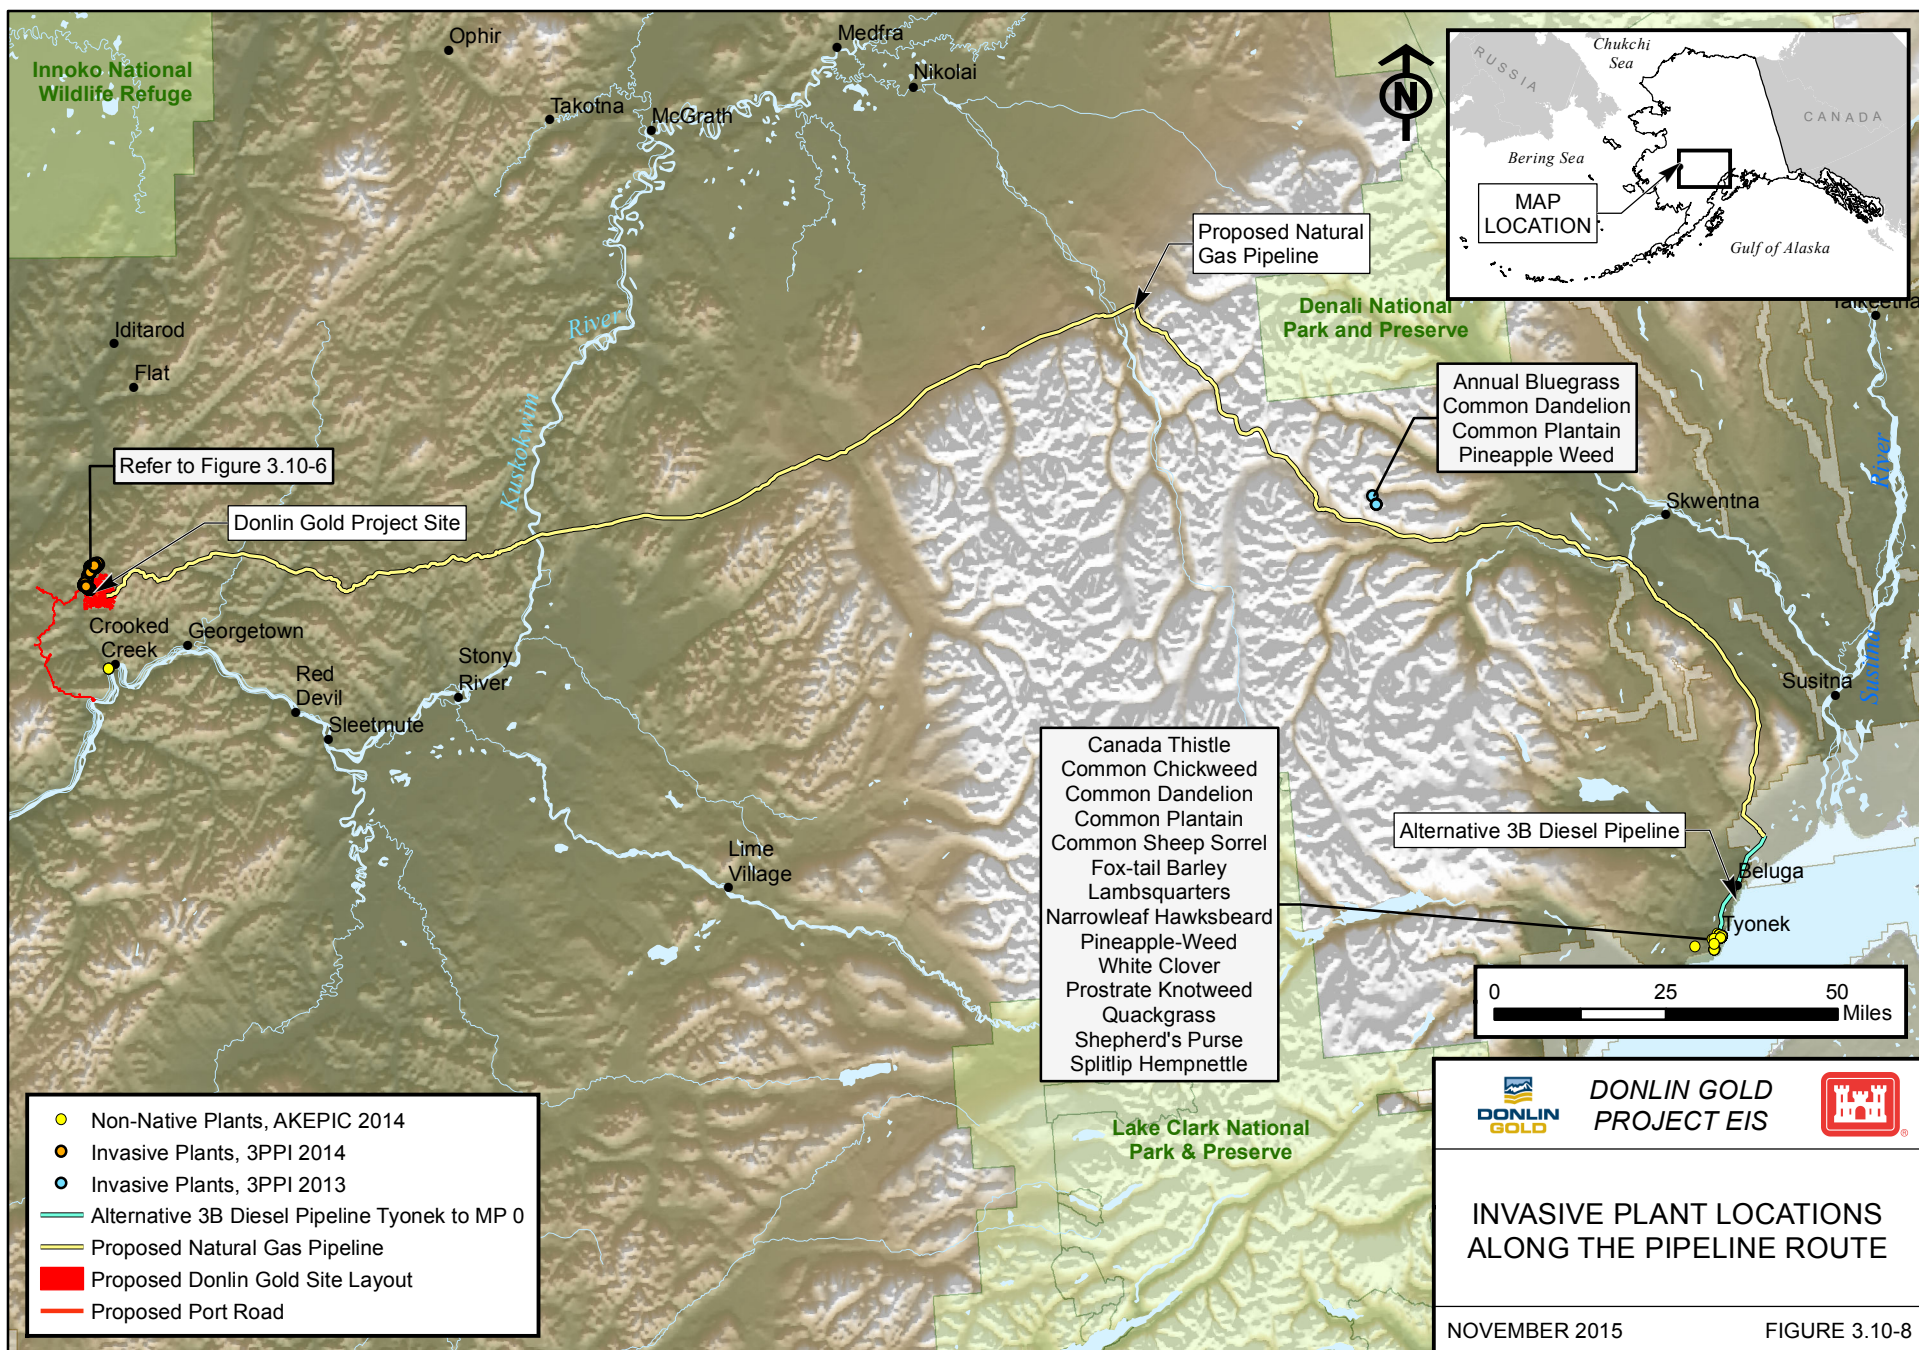 Ophir
Medfra
Nikolai
Innoko National
Wildlife Refuge
Takotna
McGrath
N
Chukchi
Sea
RUSSIA
CANADA
Bering Sea
MAP
LOCATION
Gulf of Alaska
Proposed Natural
Gas Pipeline
Denali National
Park and Preserve
Talkeetna
Iditarod
Flat
Kuskokwim
River
Annual Bluegrass
Common Dandelion
Common Plantain
Pineapple Weed
Refer to Figure 3.10-6
Donlin Gold Project Site
Skwentna
Susitna
River
Crooked
Creek
Georgetown
Red
Devil
Sleetmute
Stony
River
Susitna
Canada Thistle
Common Chickweed
Common Dandelion
Common Plantain
Common Sheep Sorrel
Fox-tail Barley
Lambsquarters
Narrowleaf Hawksbeard
Pineapple-Weed
White Clover
Prostrate Knotweed
Quackgrass
Shepherd's Purse
Splitlip Hempnettle
Alternative 3B Diesel Pipeline
Lime
Village
Beluga
Tyonek
0 25 50
Miles
Lake Clark National
Park & Preserve
Non-Native Plants, AKEPIC 2014
Invasive Plants, 3PPI 2014
Invasive Plants, 3PPI 2013
Alternative 3B Diesel Pipeline Tyonek to MP 0
Proposed Natural Gas Pipeline
Proposed Donlin Gold Site Layout
Proposed Port Road
DONLIN
GOLD
DONLIN GOLD
PROJECT EIS
®
INVASIVE PLANT LOCATIONS
ALONG THE PIPELINE ROUTE
NOVEMBER 2015
FIGURE 3.10-8